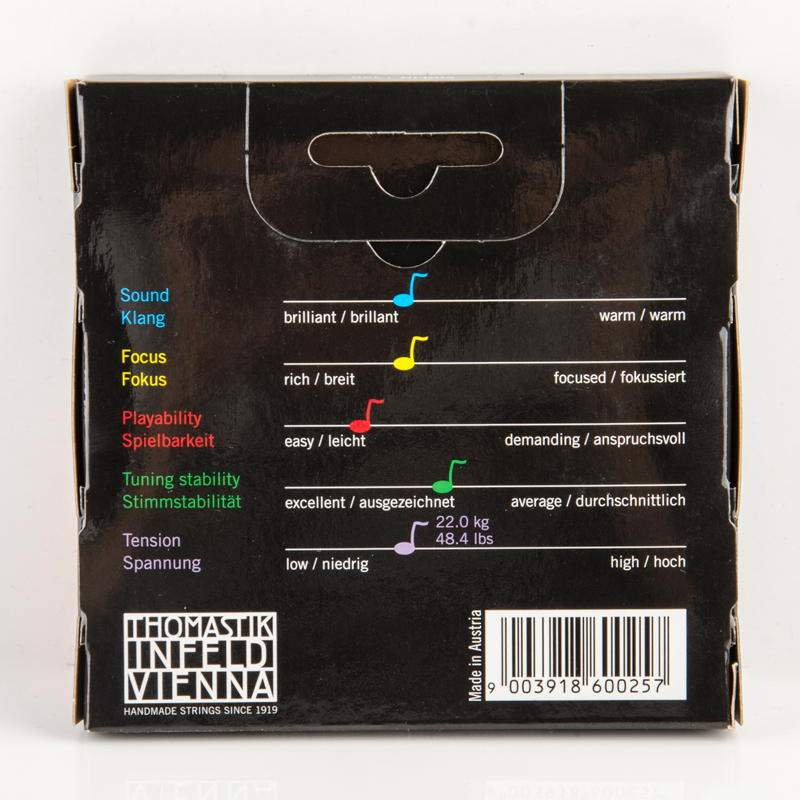 Sound
Klang
brilliant / brillant warm / warm
Focus
Fokus
rich / breit focused / fokussiert
Playability
Spielbarkeit
easy / leicht demanding / anspruchsvoll
Tuning stability
Stimmstabilität
excellent / ausgezeichnet average / durchschnittlich
Tension
Spannung
22.0 kg
48.4 lbs
low / niedrig high / hoch
THOMASTIK
INFELD
VIENNA
HANDMADE STRINGS SINCE 1919
Made in Austria
9 003918 600257